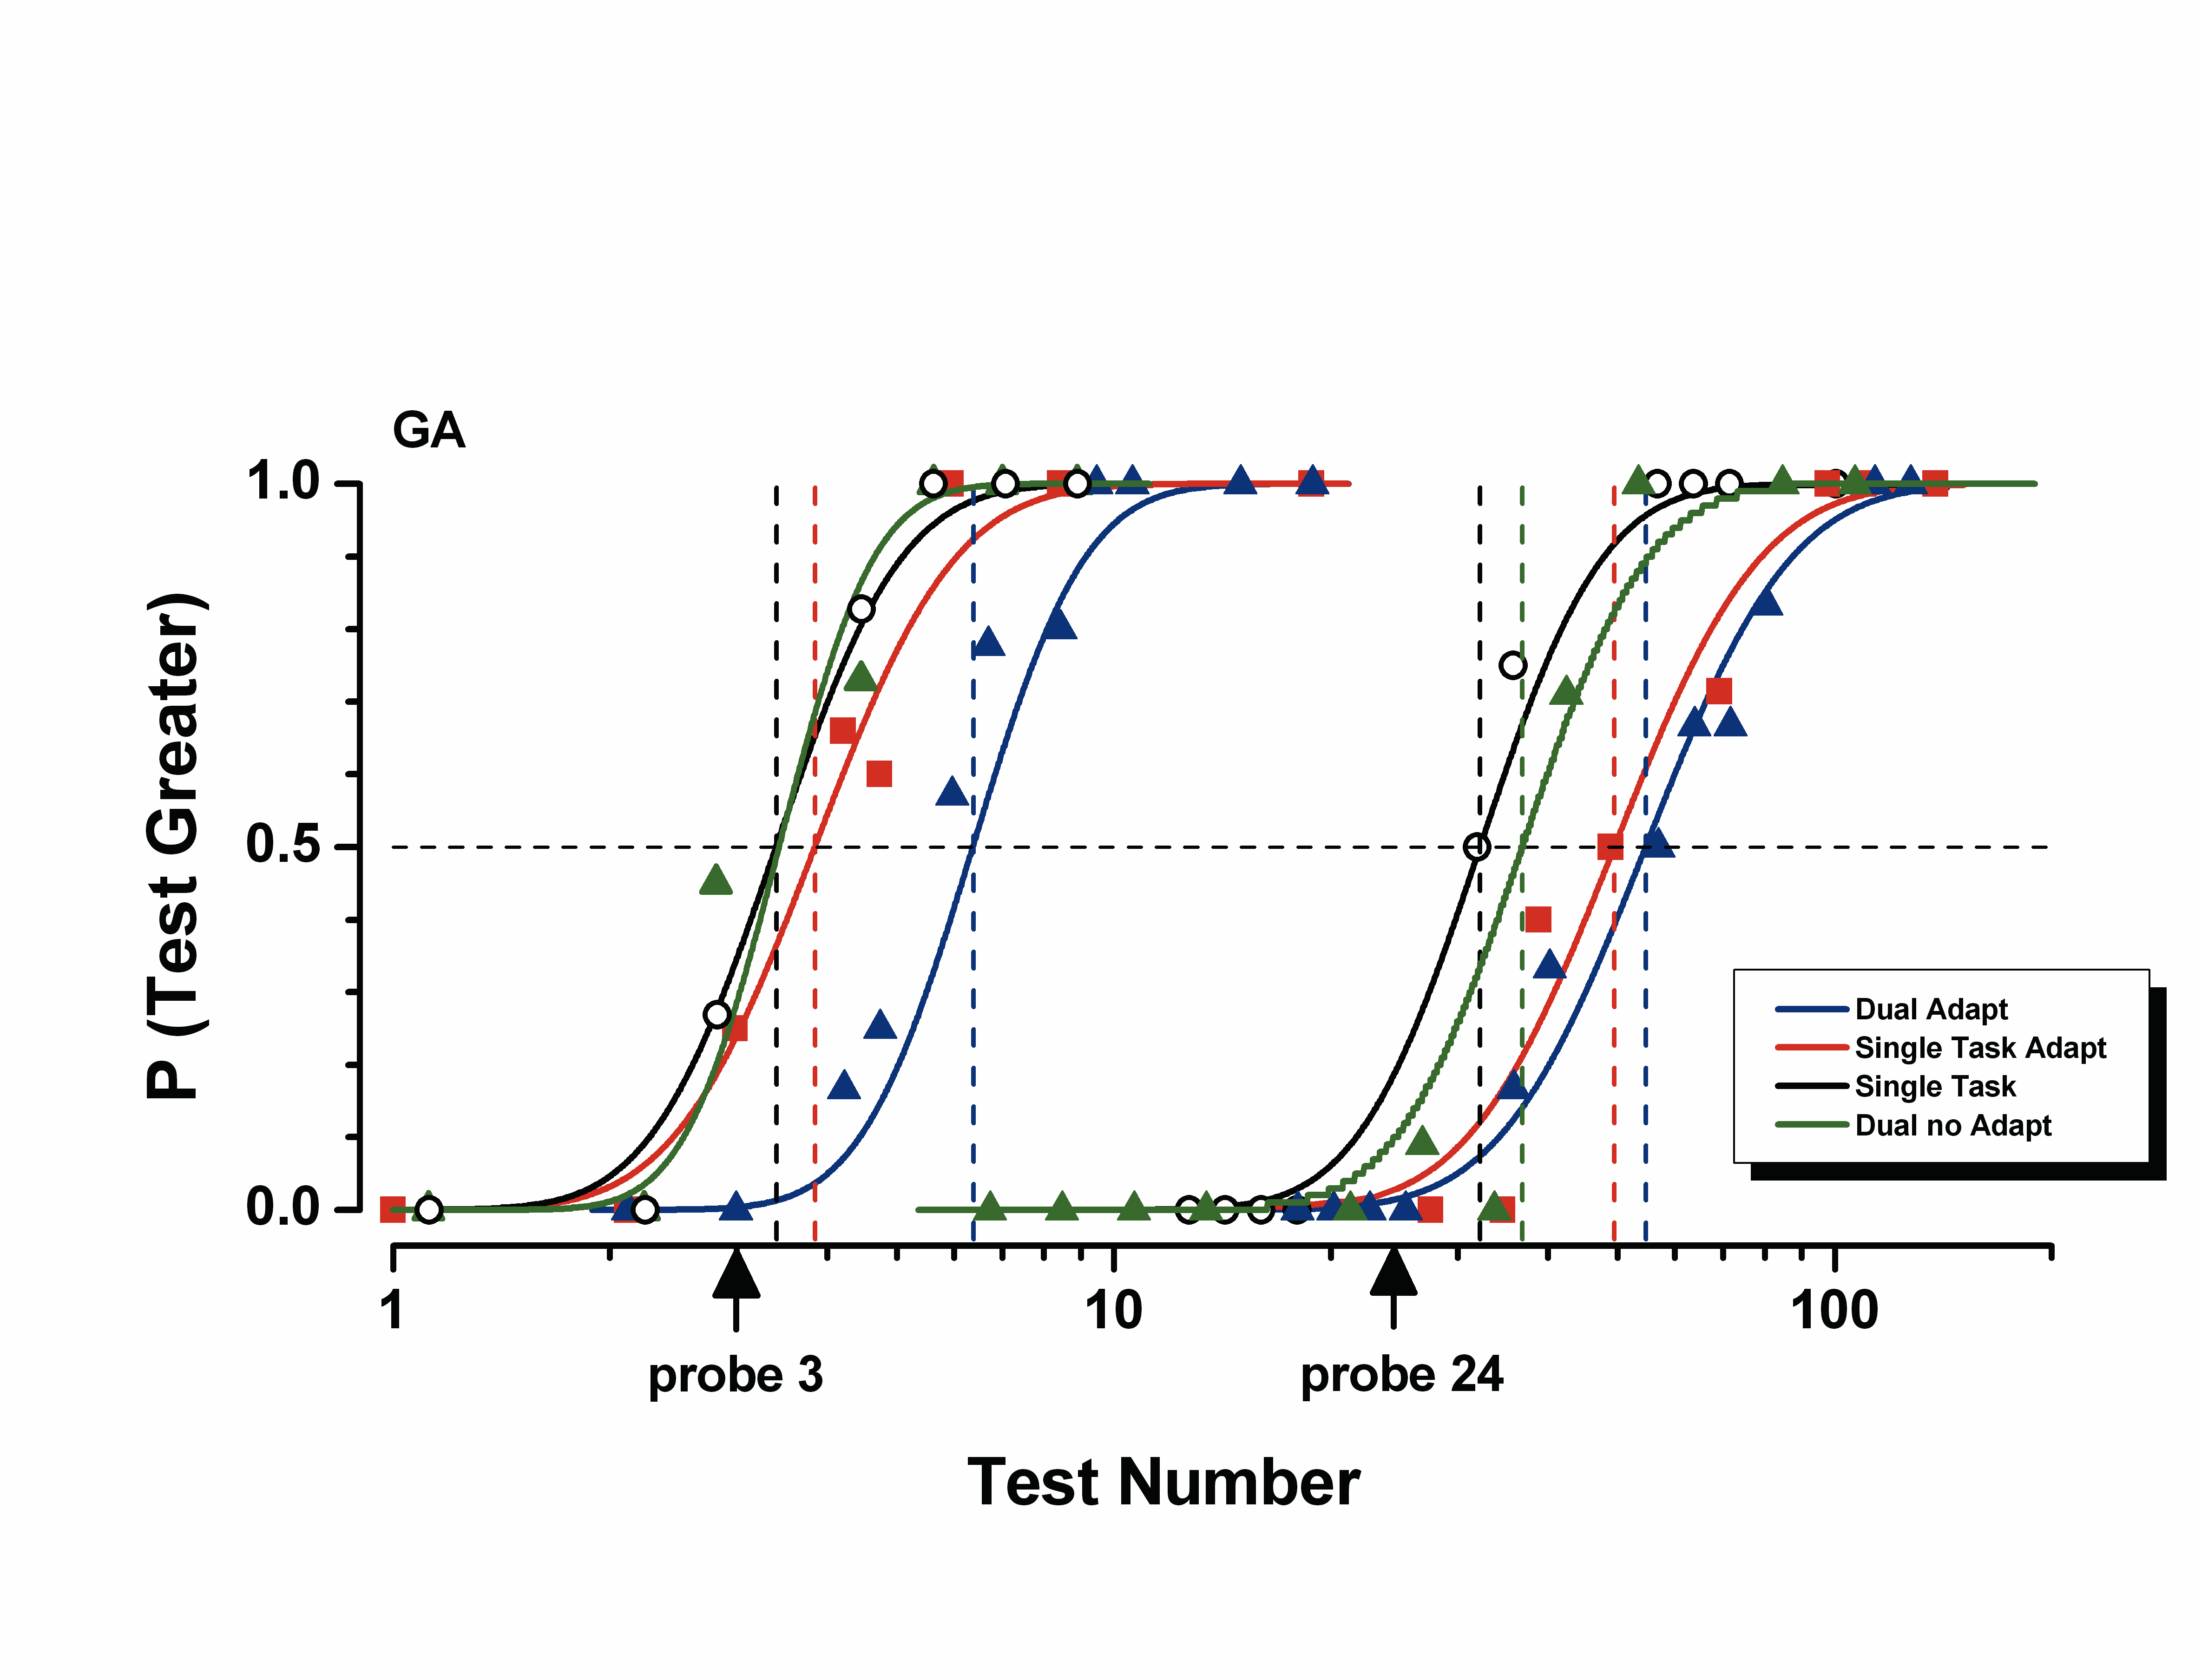 GA
1.0
0.5
0.0
P (Test Greater)
Dual Adapt
Single Task Adapt
Single Task
Dual no Adapt
1
10
100
probe 3
probe 24
Test Number